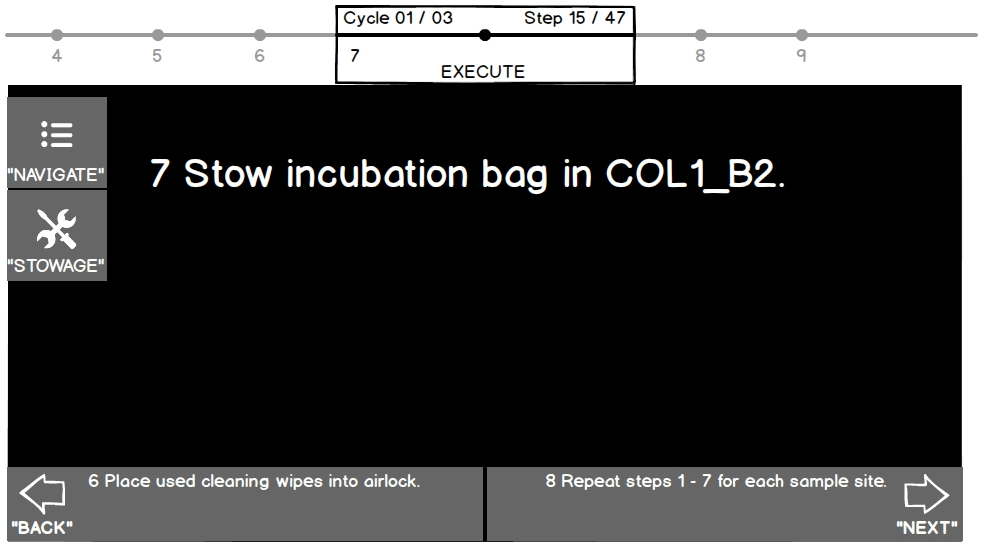 Cycle 01 / 03 Step 15 / 47
4 5 6 7 8 9
EXECUTE
"NAVIGATE"
7 Stow incubation bag in COL1_B2.
"STOWAGE"
6 Place used cleaning wipes into airlock.
"BACK"
8 Repeat steps 1 - 7 for each sample site.
"NEXT"